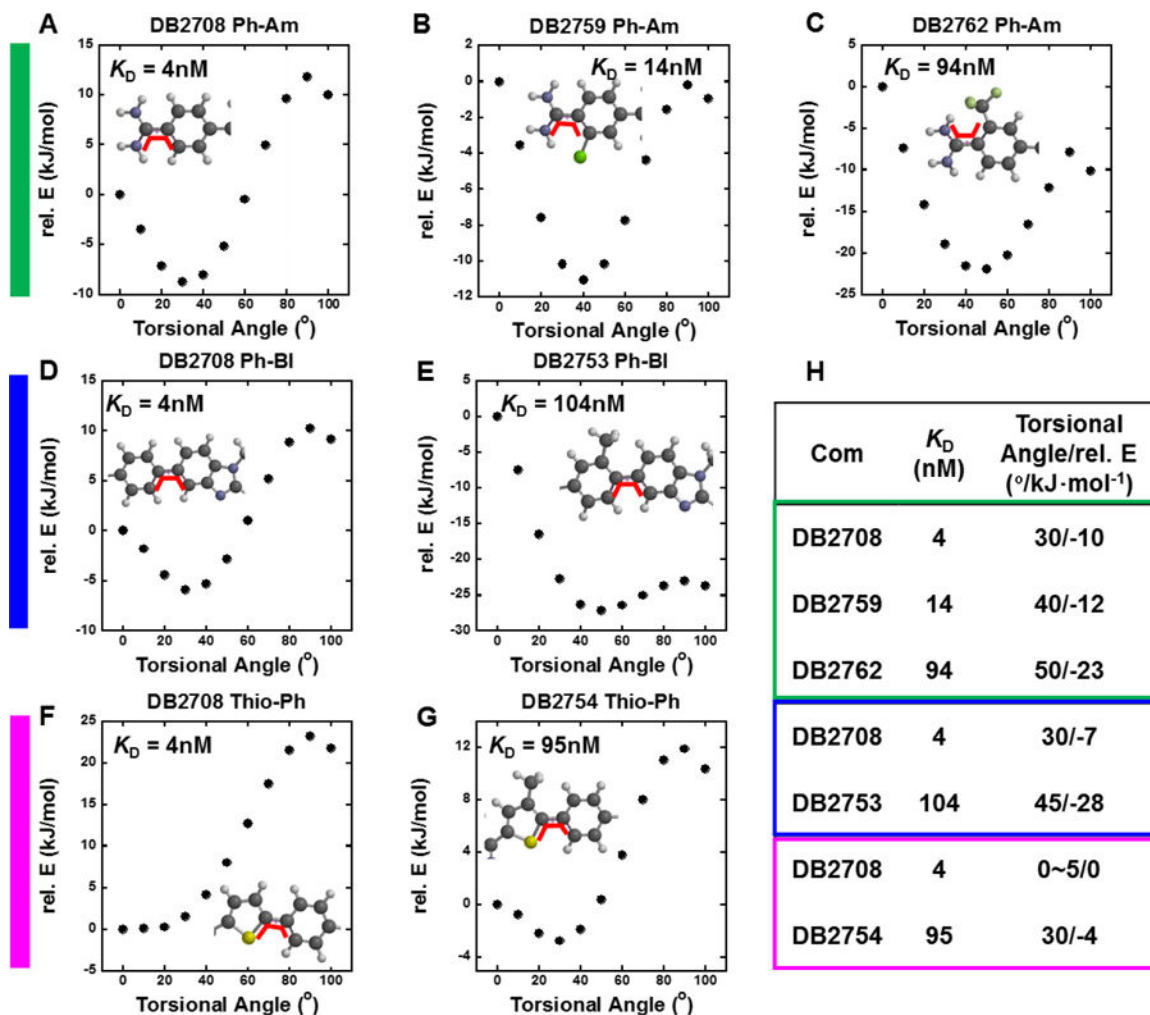 A
DB2708 Ph-Am
KD = 4nM
rel. E (kJ/mol)
15
10
5
0
-5
-10
0 20 40 60 80 100
Torsional Angle (o)
B
DB2759 Ph-Am
KD = 14nM
rel. E (kJ/mol)
2
0
-2
-4
-6
-8
-10
-12
0 20 40 60 80 100
Torsional Angle (o)
C
DB2762 Ph-Am
KD = 94nM
rel. E (kJ/mol)
5
0
-5
-10
-15
-20
-25
0 20 40 60 80 100
Torsional Angle (o)
D
DB2708 Ph-BI
KD = 4nM
rel. E (kJ/mol)
15
10
5
0
-5
-10
0 20 40 60 80 100
Torsional Angle (o)
E
DB2753 Ph-BI
KD = 104nM
rel. E (kJ/mol)
5
0
-5
-10
-15
-20
-25
-30
0 20 40 60 80 100
Torsional Angle (o)
F
DB2708 Thio-Ph
KD = 4nM
rel. E (kJ/mol)
25
20
15
10
5
0
-5
0 20 40 60 80 100
Torsional Angle (o)
G
DB2754 Thio-Ph
KD = 95nM
rel. E (kJ/mol)
12
8
4
0
-4
0 20 40 60 80 100
Torsional Angle (o)
H
Com KD (nM) Torsional Angle/rel. E (o/kJ·mol-1)
DB2708 4 30/-10
DB2759 14 40/-12
DB2762 94 50/-23
DB2708 4 30/-7
DB2753 104 45/-28
DB2708 4 0~5/0
DB2754 95 30/-4